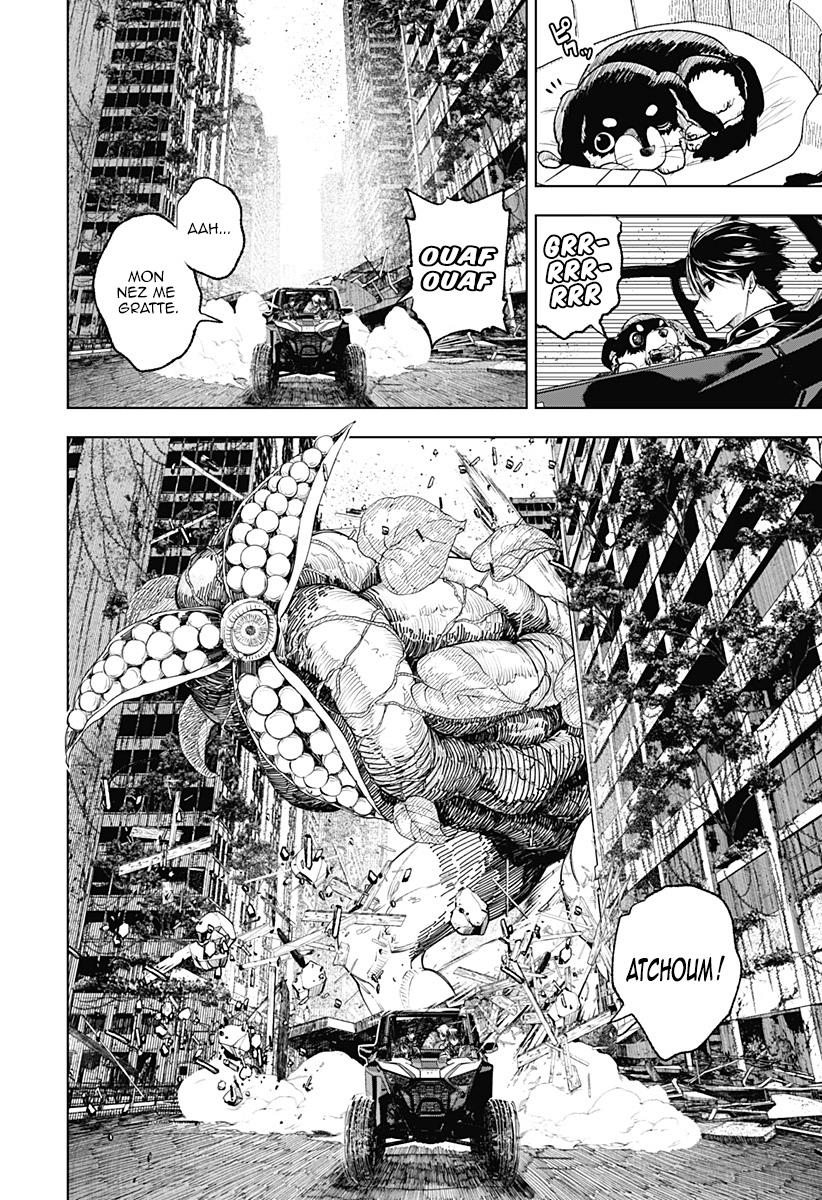 GRR-
RRR-
RRR
OUAF
OUAF
AAH...
MON
NEZ ME
GRATTE.
ATCHOUM !